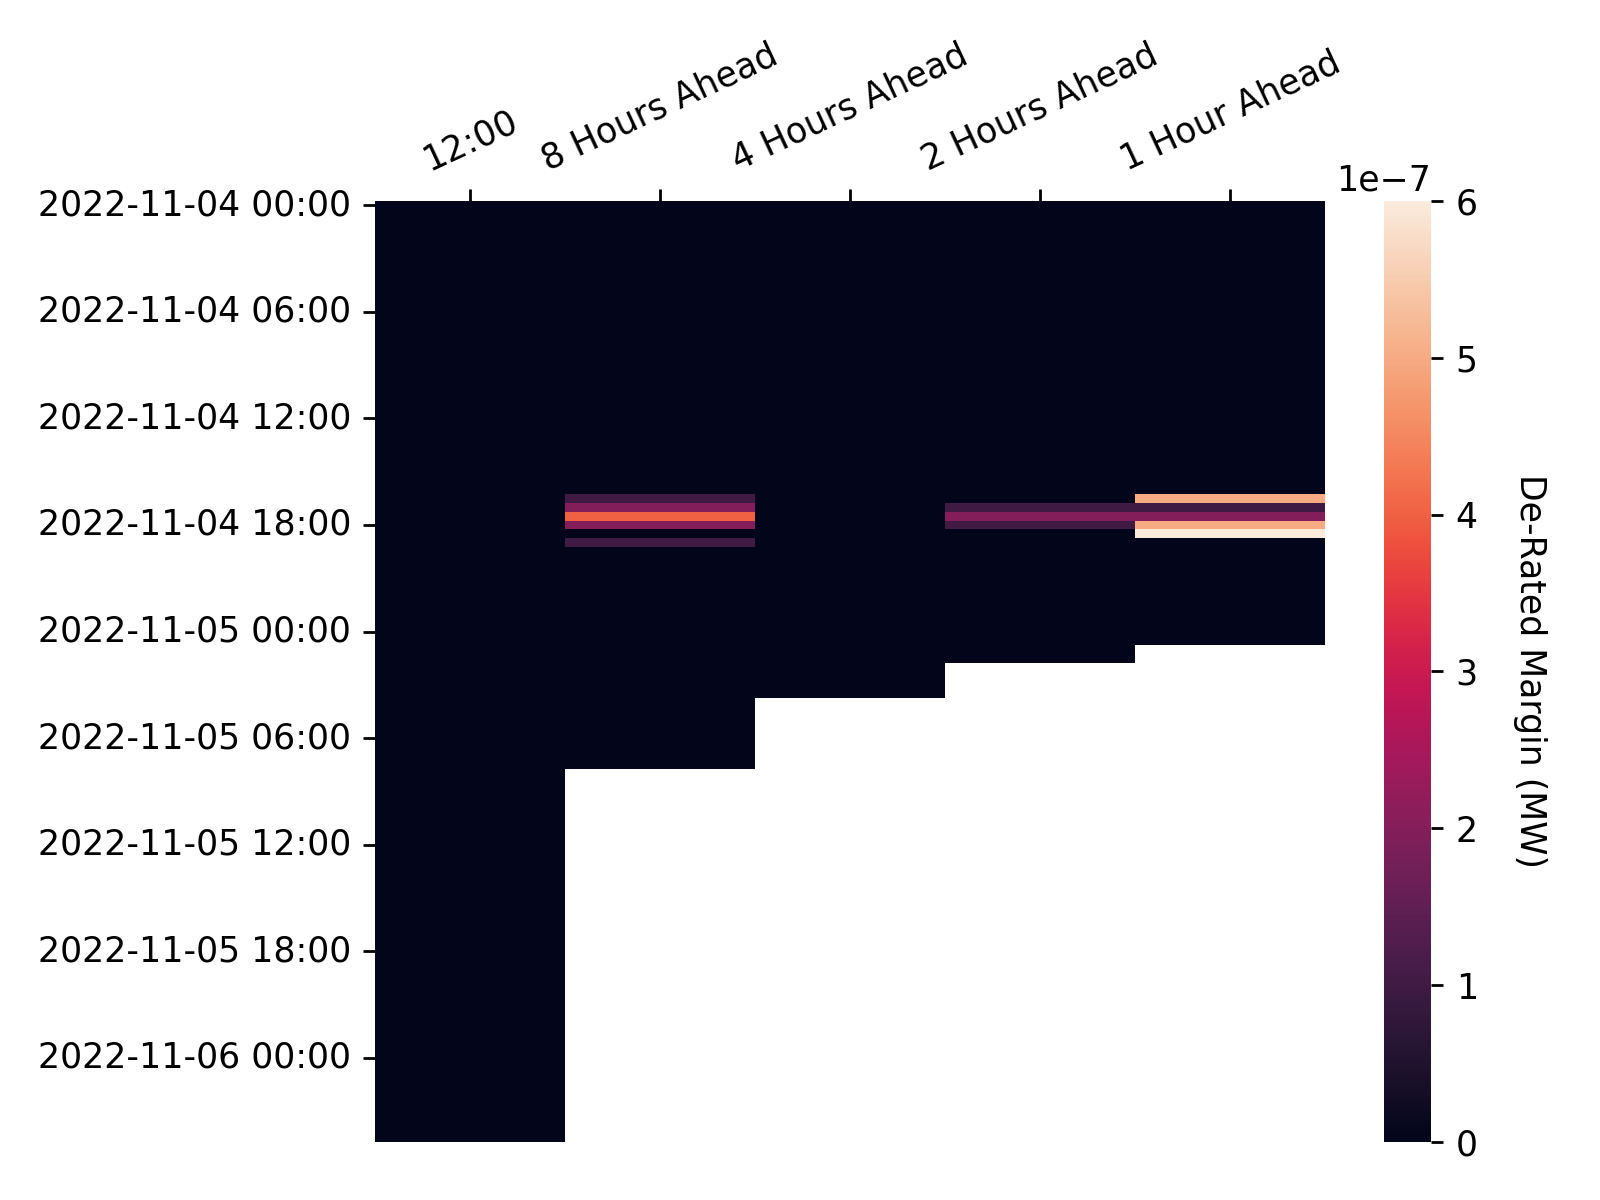 12:00
8 Hours Ahead
4 Hours Ahead
2 Hours Ahead
1 Hour Ahead
2022-11-04 00:00
2022-11-04 06:00
2022-11-04 12:00
2022-11-04 18:00
2022-11-05 00:00
2022-11-05 06:00
2022-11-05 12:00
2022-11-05 18:00
2022-11-06 00:00
1e−7
6
5
4
3
2
1
0
De-Rated Margin (MW)